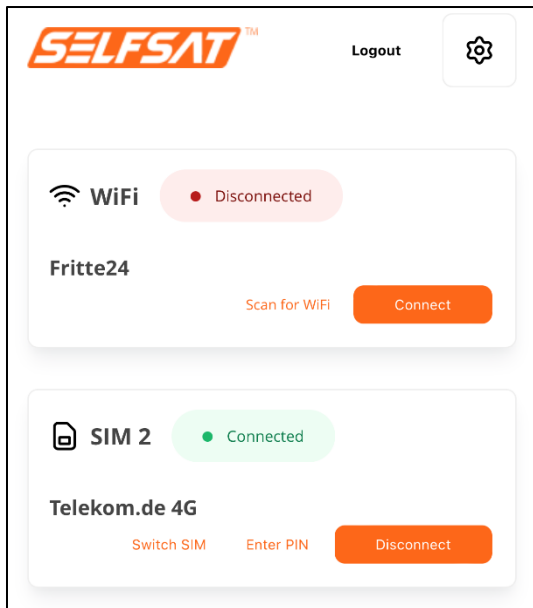 SELFSAT™
Logout
WiFi
Disconnected
Fritte24
Scan for WiFi
Connect
SIM 2
Connected
Telekom.de 4G
Switch SIM
Enter PIN
Disconnect